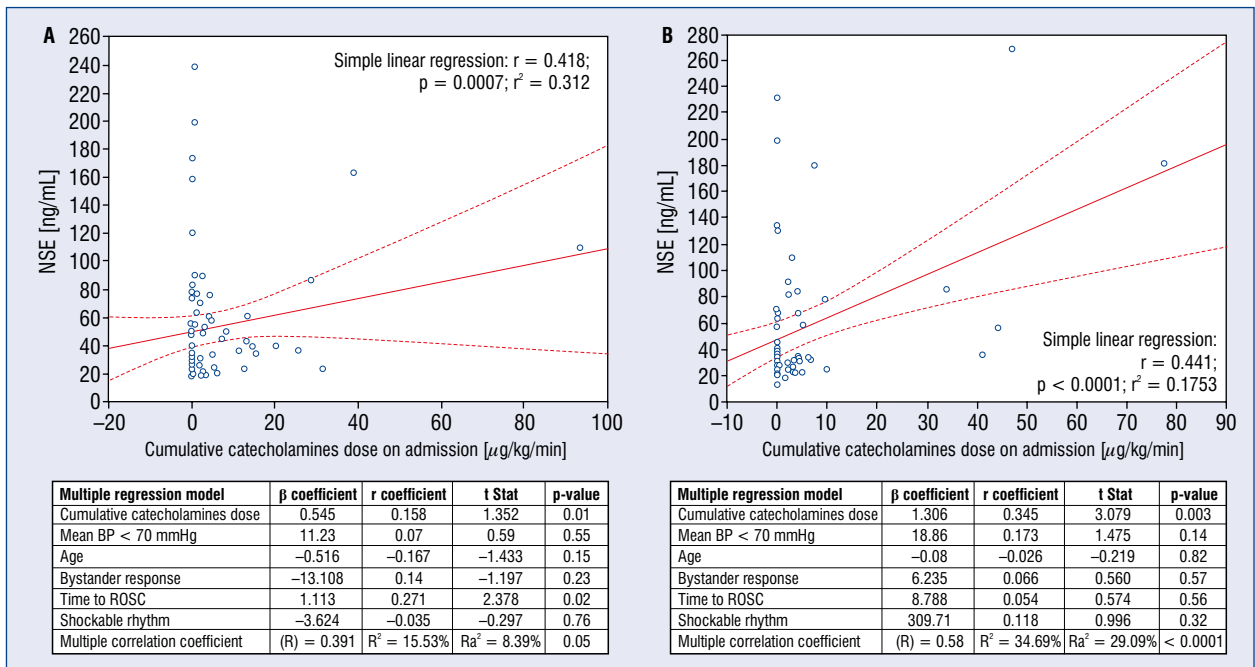 A
260
240
220
200
180
160
140
120
100
80
60
40
20
0
NSE [ng/mL]
Simple linear regression: r = 0.418;
p = 0.0007; r² = 0.312
−20 0 20 40 60 80 100
Cumulative catecholamines dose on admission [µg/kg/min]
Multiple regression model β coefficient r coefficient t Stat p-value
Cumulative catecholamines dose 0.545 0.158 1.352 0.01
Mean BP < 70 mmHg 11.23 0.07 0.59 0.55
Age −0.516 −0.167 −1.433 0.15
Bystander response −13.108 0.14 −1.197 0.23
Time to ROSC 1.113 0.271 2.378 0.02
Shockable rhythm −3.624 −0.035 −0.297 0.76
Multiple correlation coefficient (R) = 0.391 R² = 15.53% Ra² = 8.39% 0.05
B
280
260
240
220
200
180
160
140
120
100
80
60
40
20
0
NSE [ng/mL]
Simple linear regression:
r = 0.441;
p < 0.0001; r² = 0.1753
−10 0 10 20 30 40 50 60 70 80 90
Cumulative catecholamines dose on admission [µg/kg/min]
Multiple regression model β coefficient r coefficient t Stat p-value
Cumulative catecholamines dose 1.306 0.345 3.079 0.003
Mean BP < 70 mmHg 18.86 0.173 1.475 0.14
Age −0.08 −0.026 −0.219 0.82
Bystander response 6.235 0.066 0.560 0.57
Time to ROSC 8.788 0.054 0.574 0.56
Shockable rhythm 309.71 0.118 0.996 0.32
Multiple correlation coefficient (R) = 0.58 R² = 34.69% Ra² = 29.09% < 0.0001